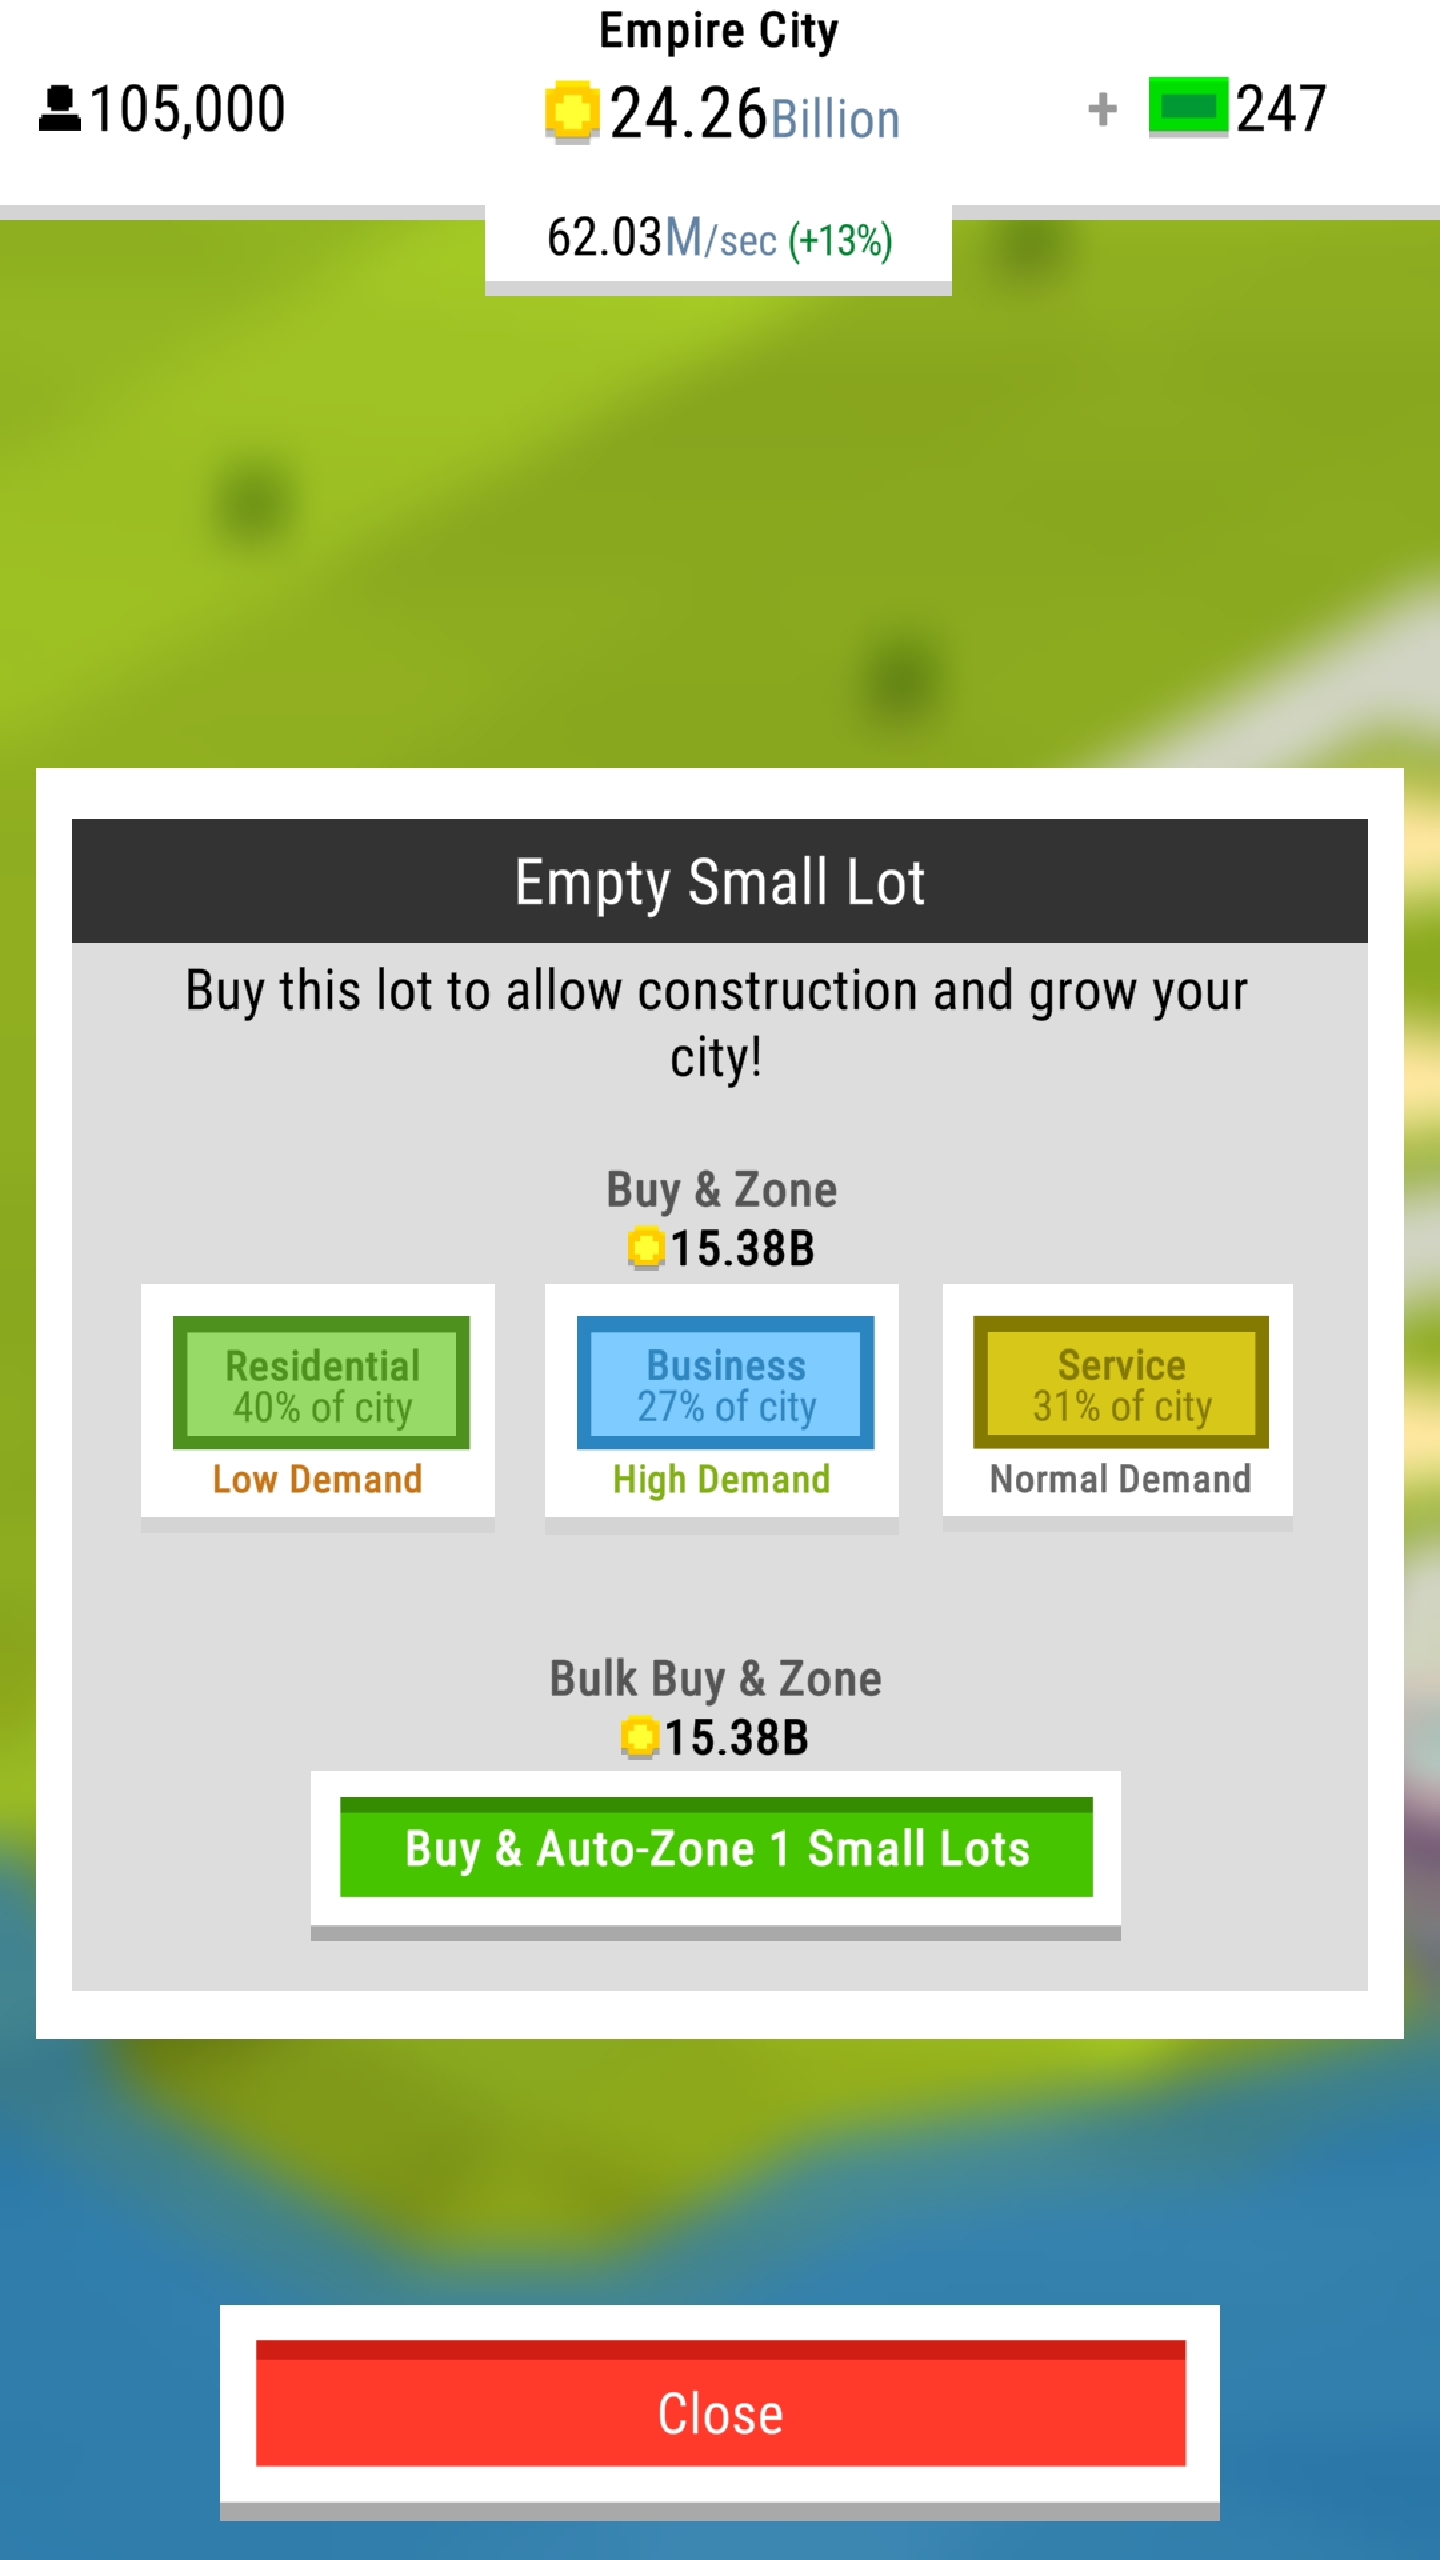 Empire City
105,000
24.26Billion
+ 247
62.03M/sec (+13%)
Empty Small Lot
Buy this lot to allow construction and grow your
city!
Buy & Zone
15.38B
Residential
40% of city
Low Demand
Business
27% of city
High Demand
Service
31% of city
Normal Demand
Bulk Buy & Zone
15.38B
Buy & Auto-Zone 1 Small Lots
Close